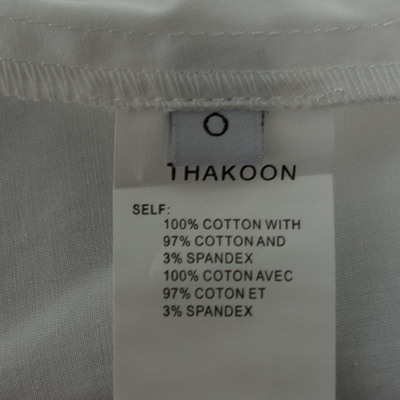 0
THAKOON
SELF:
100% COTTON WITH
97% COTTON AND
3% SPANDEX
100% COTON AVEC
97% COTON ET
3% SPANDEX